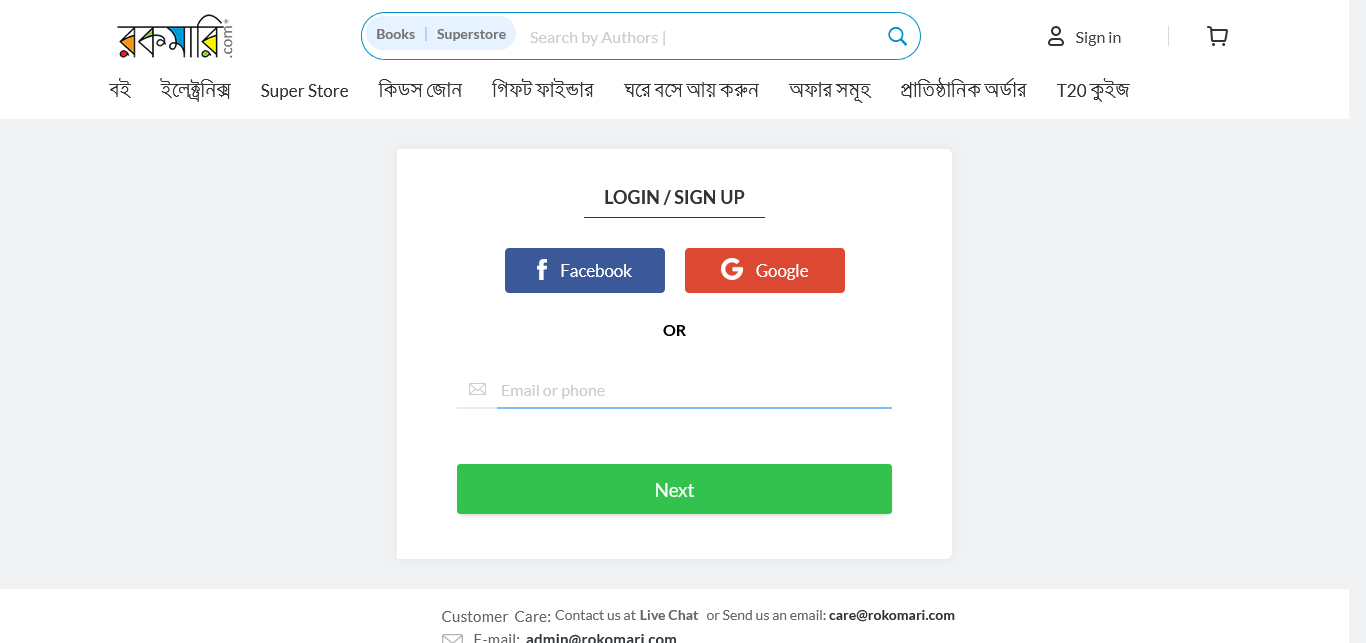 রকমারি .com®
Books | Superstore Search by Authors | Sign in
বই ইলেক্ট্রনিক্স Super Store কিডস জোন গিফট ফাইন্ডার ঘরে বসে আয় করুন অফার সমূহ প্রাতিষ্ঠানিক অর্ডার T20 কুইজ
LOGIN / SIGN UP
Facebook Google
OR
Email or phone
Next
Customer Care: Contact us at Live Chat or Send us an email: care@rokomari.com
E-mail: admin@rokomari.com